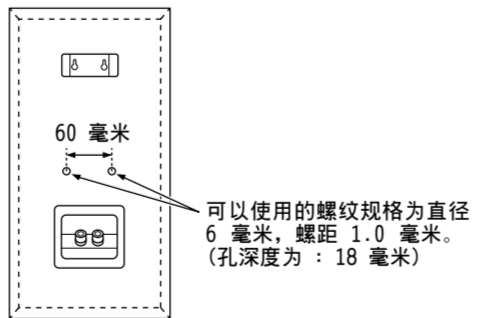 60 毫米
可以使用的螺纹规格为直径
6 毫米，螺距 1.0 毫米。
(孔深度为 : 18 毫米)